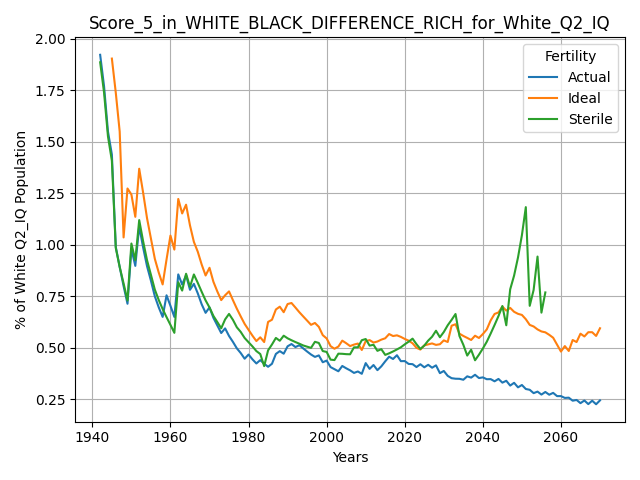 Score_5_in_WHITE_BLACK_DIFFERENCE_RICH_for_White_Q2_IQ
Fertility
Actual
Ideal
Sterile
% of White Q2_IQ Population
2.00
1.75
1.50
1.25
1.00
0.75
0.50
0.25
1940 1960 1980 2000 2020 2040 2060
Years